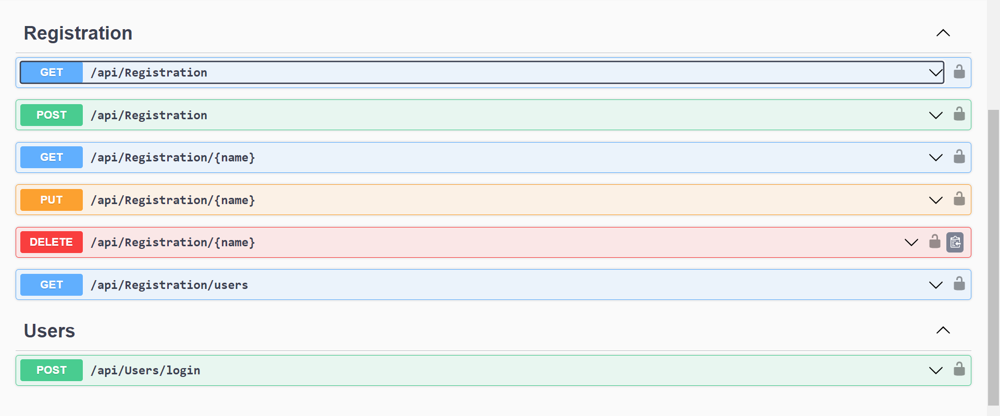 Registration
GET /api/Registration
POST /api/Registration
GET /api/Registration/{name}
PUT /api/Registration/{name}
DELETE /api/Registration/{name}
GET /api/Registration/users
Users
POST /api/Users/login